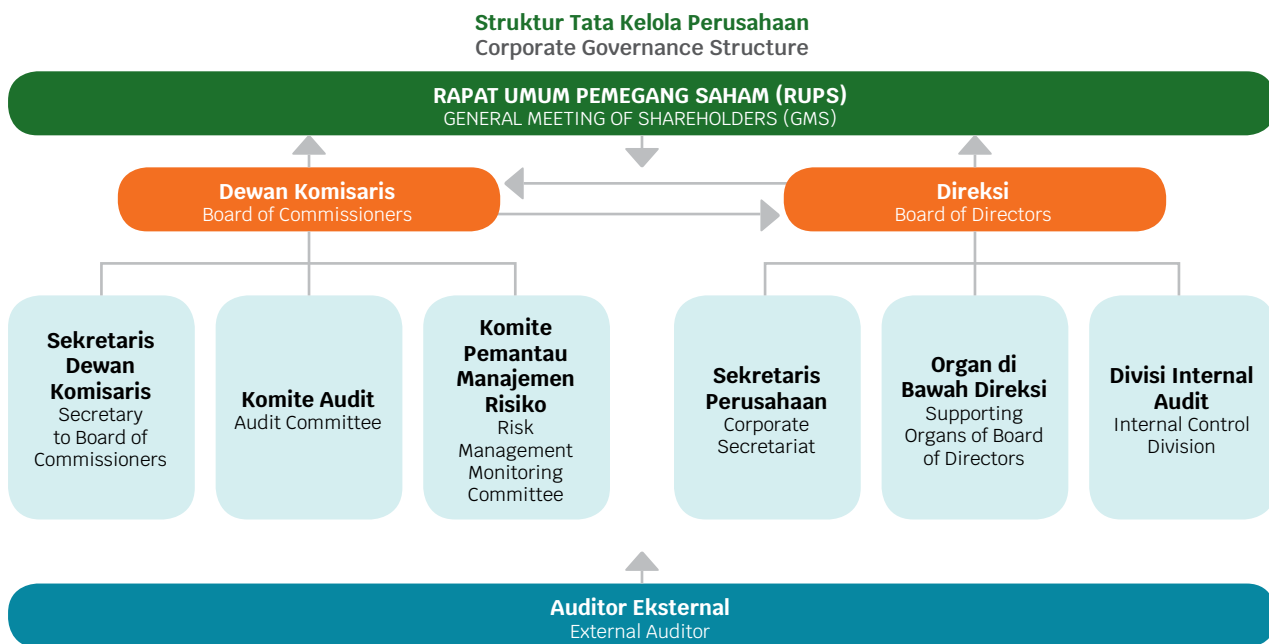 Struktur Tata Kelola Perusahaan
Corporate Governance Structure
RAPAT UMUM PEMEGANG SAHAM (RUPS)
GENERAL MEETING OF SHAREHOLDERS (GMS)
Dewan Komisaris
Board of Commissioners
Direksi
Board of Directors
Sekretaris
Dewan
Komisaris
Secretary
to Board of
Commissioners
Komite Audit
Audit Committee
Komite
Pemantau
Manajemen
Risiko
Risk
Management
Monitoring
Committee
Sekretaris
Perusahaan
Corporate
Secretariat
Organ di
Bawah Direksi
Supporting
Organs of Board
of Directors
Divisi Internal
Audit
Internal Control
Division
Auditor Eksternal
External Auditor